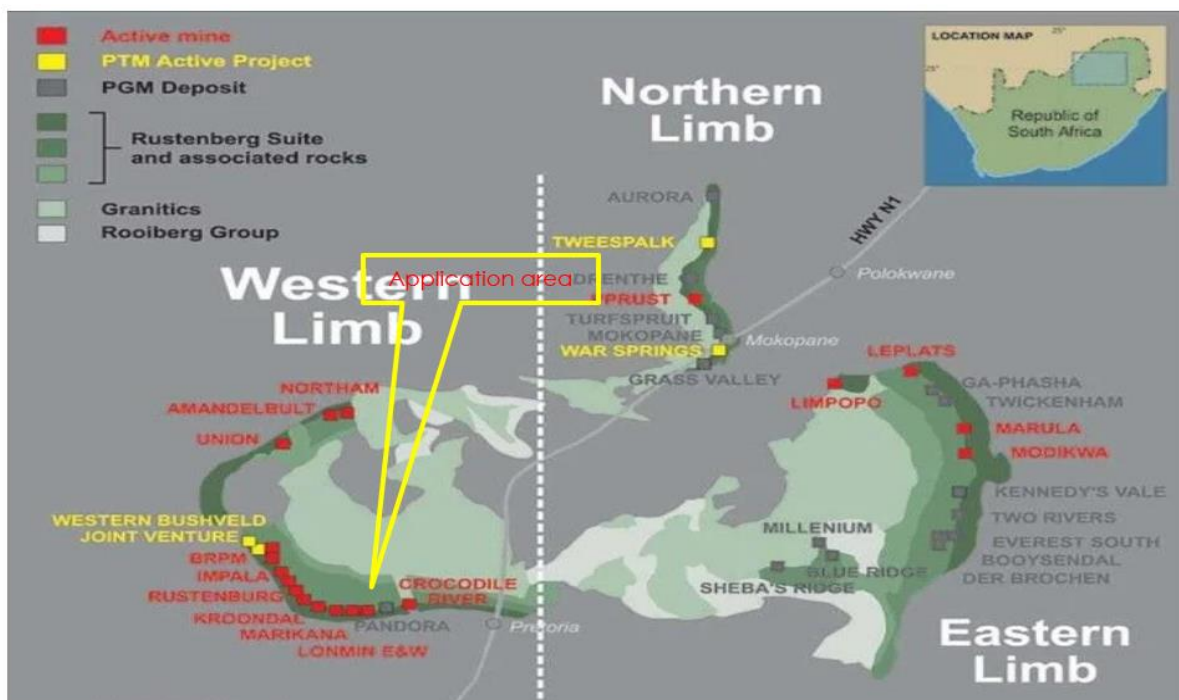 Active mine
PTM Active Project
PGM Deposit
Rustenberg Suite
and associated rocks
Granitics
Rooiberg Group
LOCATION MAP
25°
25°
Republic of
South Africa
Northern
Limb
HWY N1
AURORA
TWEESPALK
Polokwane
Application area
DRENTHE
Western
Limb
PPRUST
TURFSPRUIT
MOKOPANE
Mokopane
WAR SPRINGS
GRASS VALLEY
LEPLATS
LIMPOPO
GA-PHASHA
TWICKENHAM
MARULA
MODIKWA
KENNEDY'S VALE
TWO RIVERS
EVEREST SOUTH
BOOYSENDAL
DER BROCHEN
MILLENIUM
BLUE RIDGE
SHEBA'S RIDGE
Eastern
Limb
NORTHAM
AMANDELBULT
UNION
WESTERN BUSHVELD
JOINT VENTURE
BRPM
IMPALA
RUSTENBURG
KROONDAL
MARIKANA
LONMIN E&W
PANDORA
CROCODILE
RIVER
Pretoria